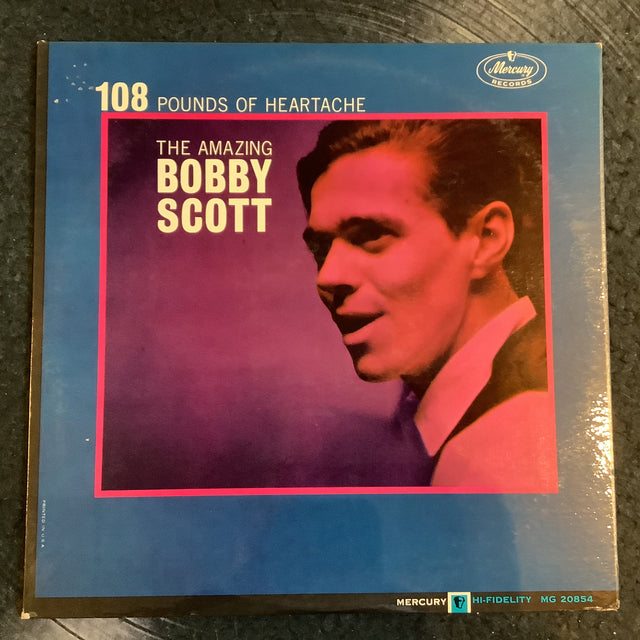 Mercury
RECORDS
108 POUNDS OF HEARTACHE
THE AMAZING
BOBBY
SCOTT
PRINTED IN U.S.A.
MERCURY HI-FIDELITY MG 20854